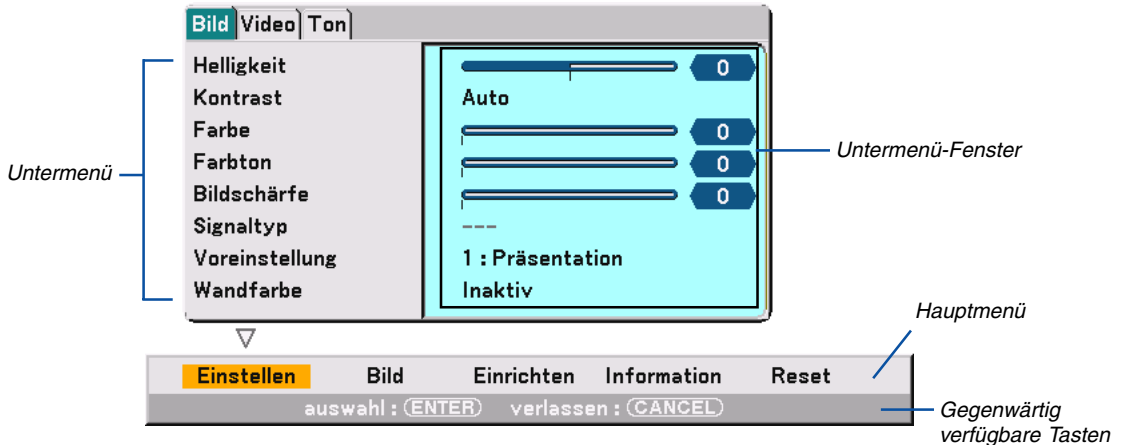 Bild Video Ton
Helligkeit 0
Kontrast Auto
Farbe 0
Farbton 0
Bildschärfe 0
Signaltyp ---
Voreinstellung 1 : Präsentation
Wandfarbe Inaktiv
Untermenü
Untermenü-Fenster
Hauptmenü
Einstellen Bild Einrichten Information Reset
auswahl : ENTER verlassen : CANCEL
Gegenwärtig
verfügbare Tasten